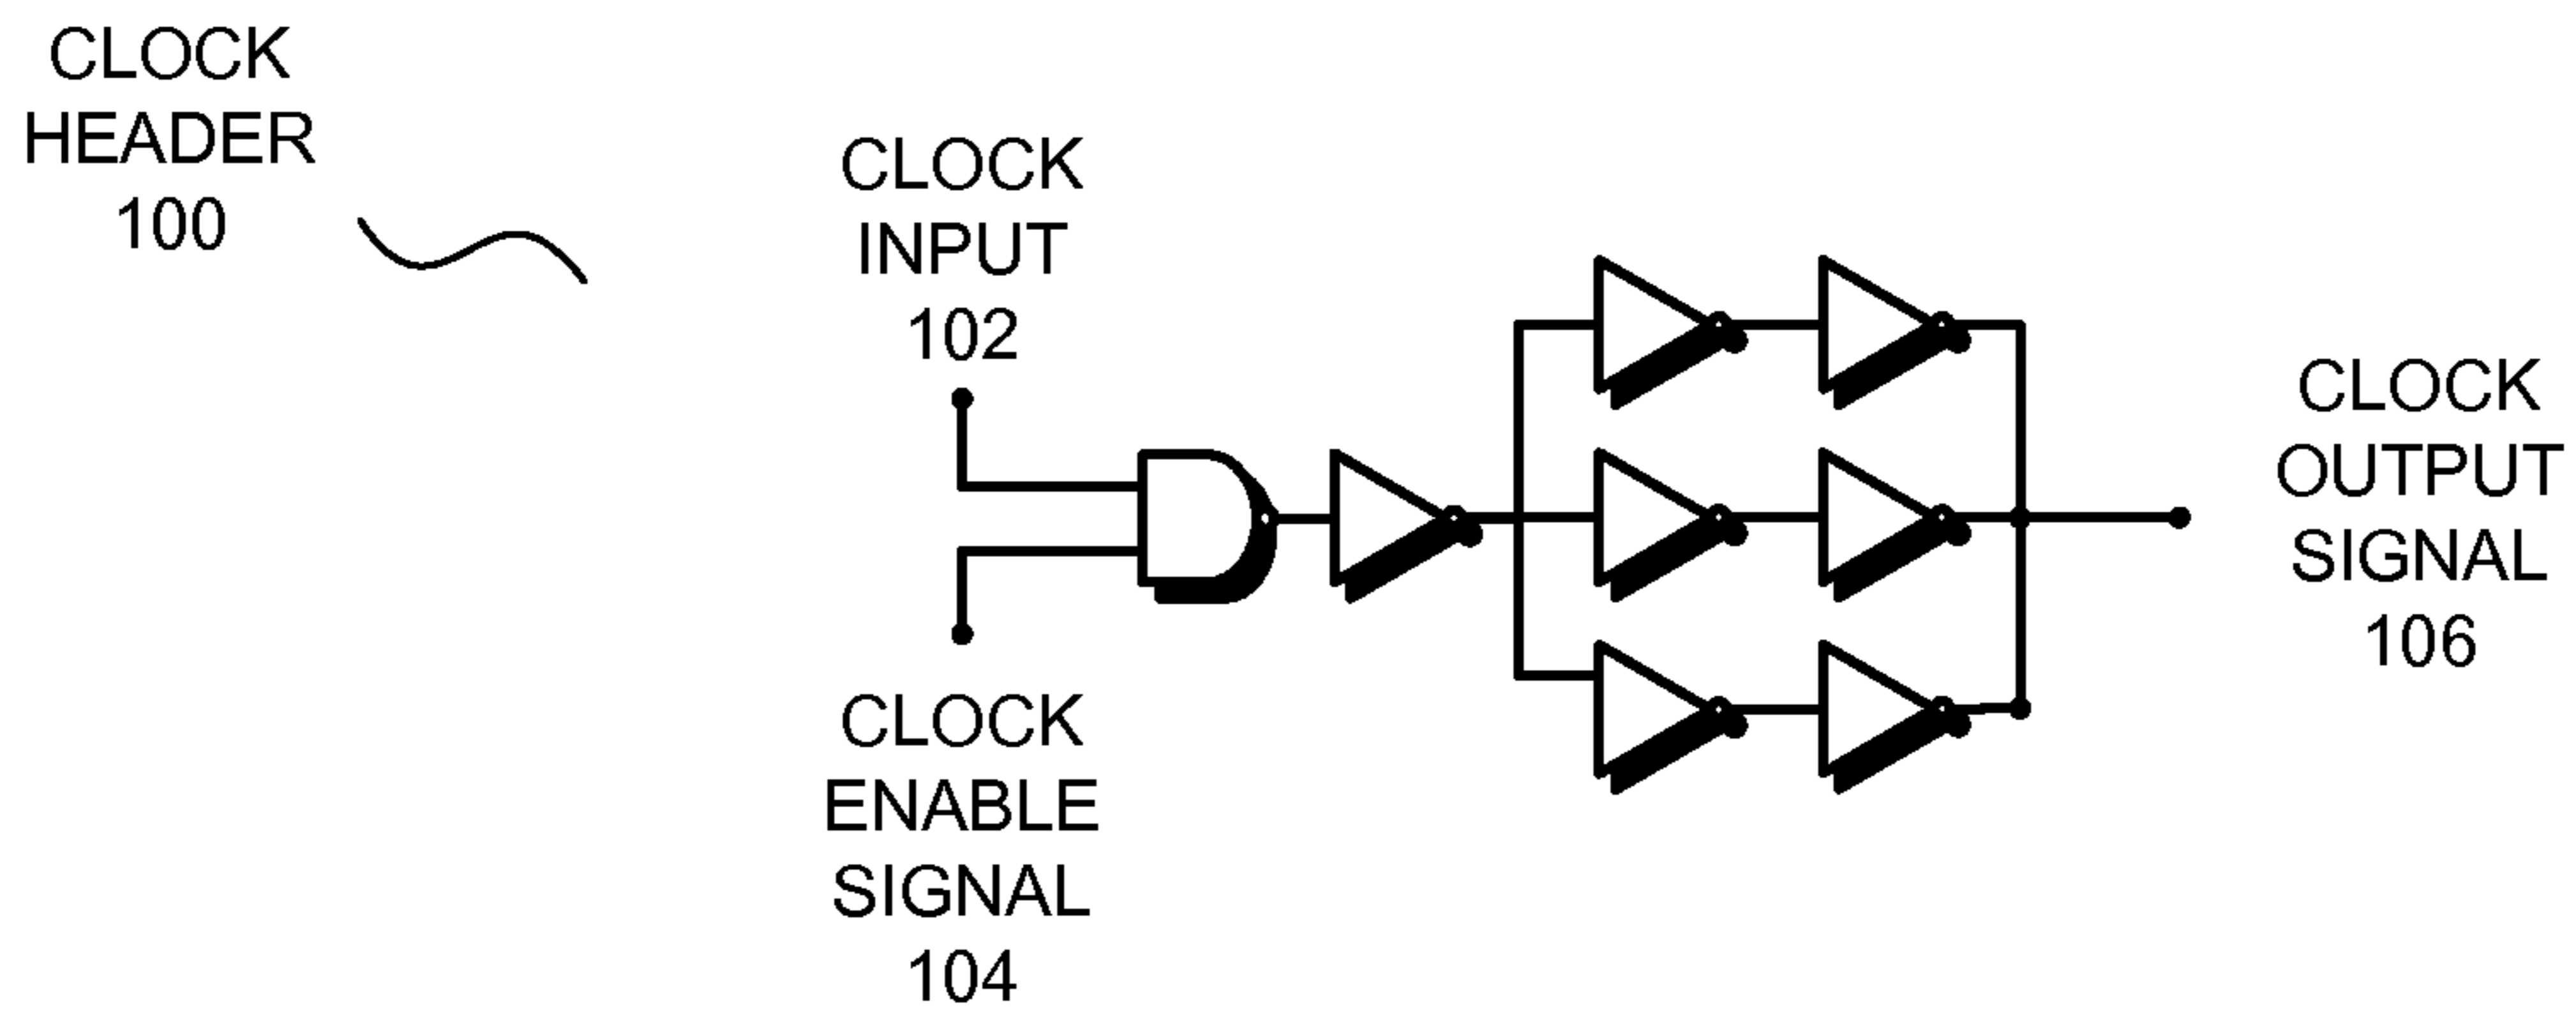 CLOCK
HEADER
100
CLOCK
INPUT
102
CLOCK
ENABLE
SIGNAL
104
CLOCK
OUTPUT
SIGNAL
106